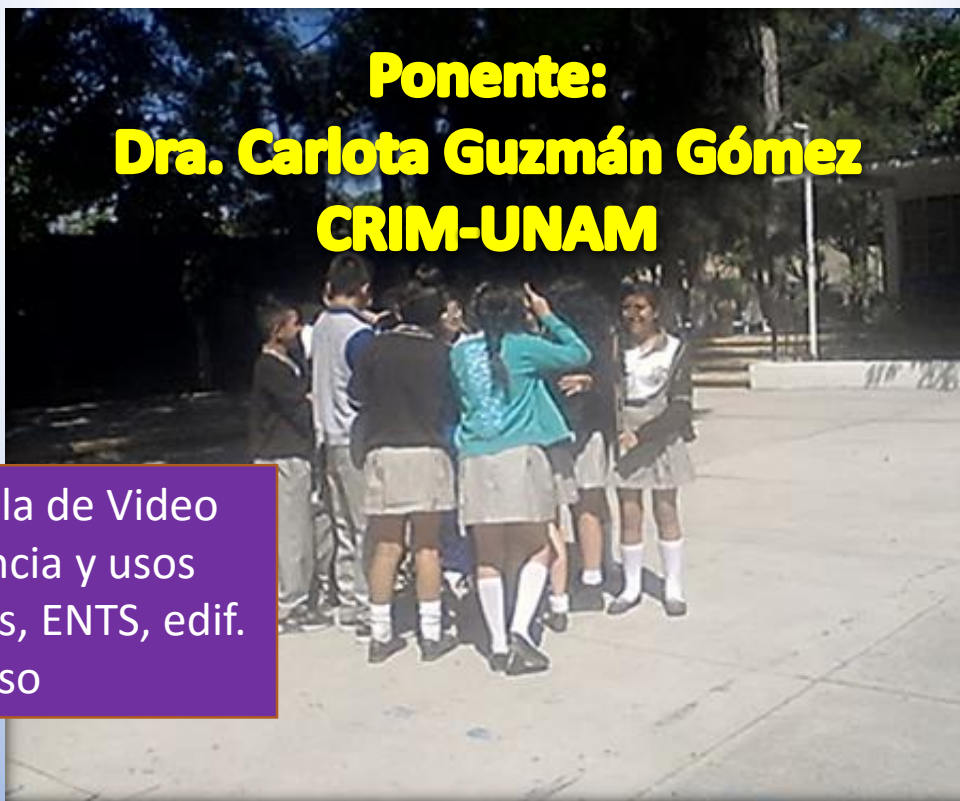 Ponente:
Dra. Carlota Guzmán Gómez
CRIM-UNAM
la de Video
ncia y usos
s, ENTS, edif.
so